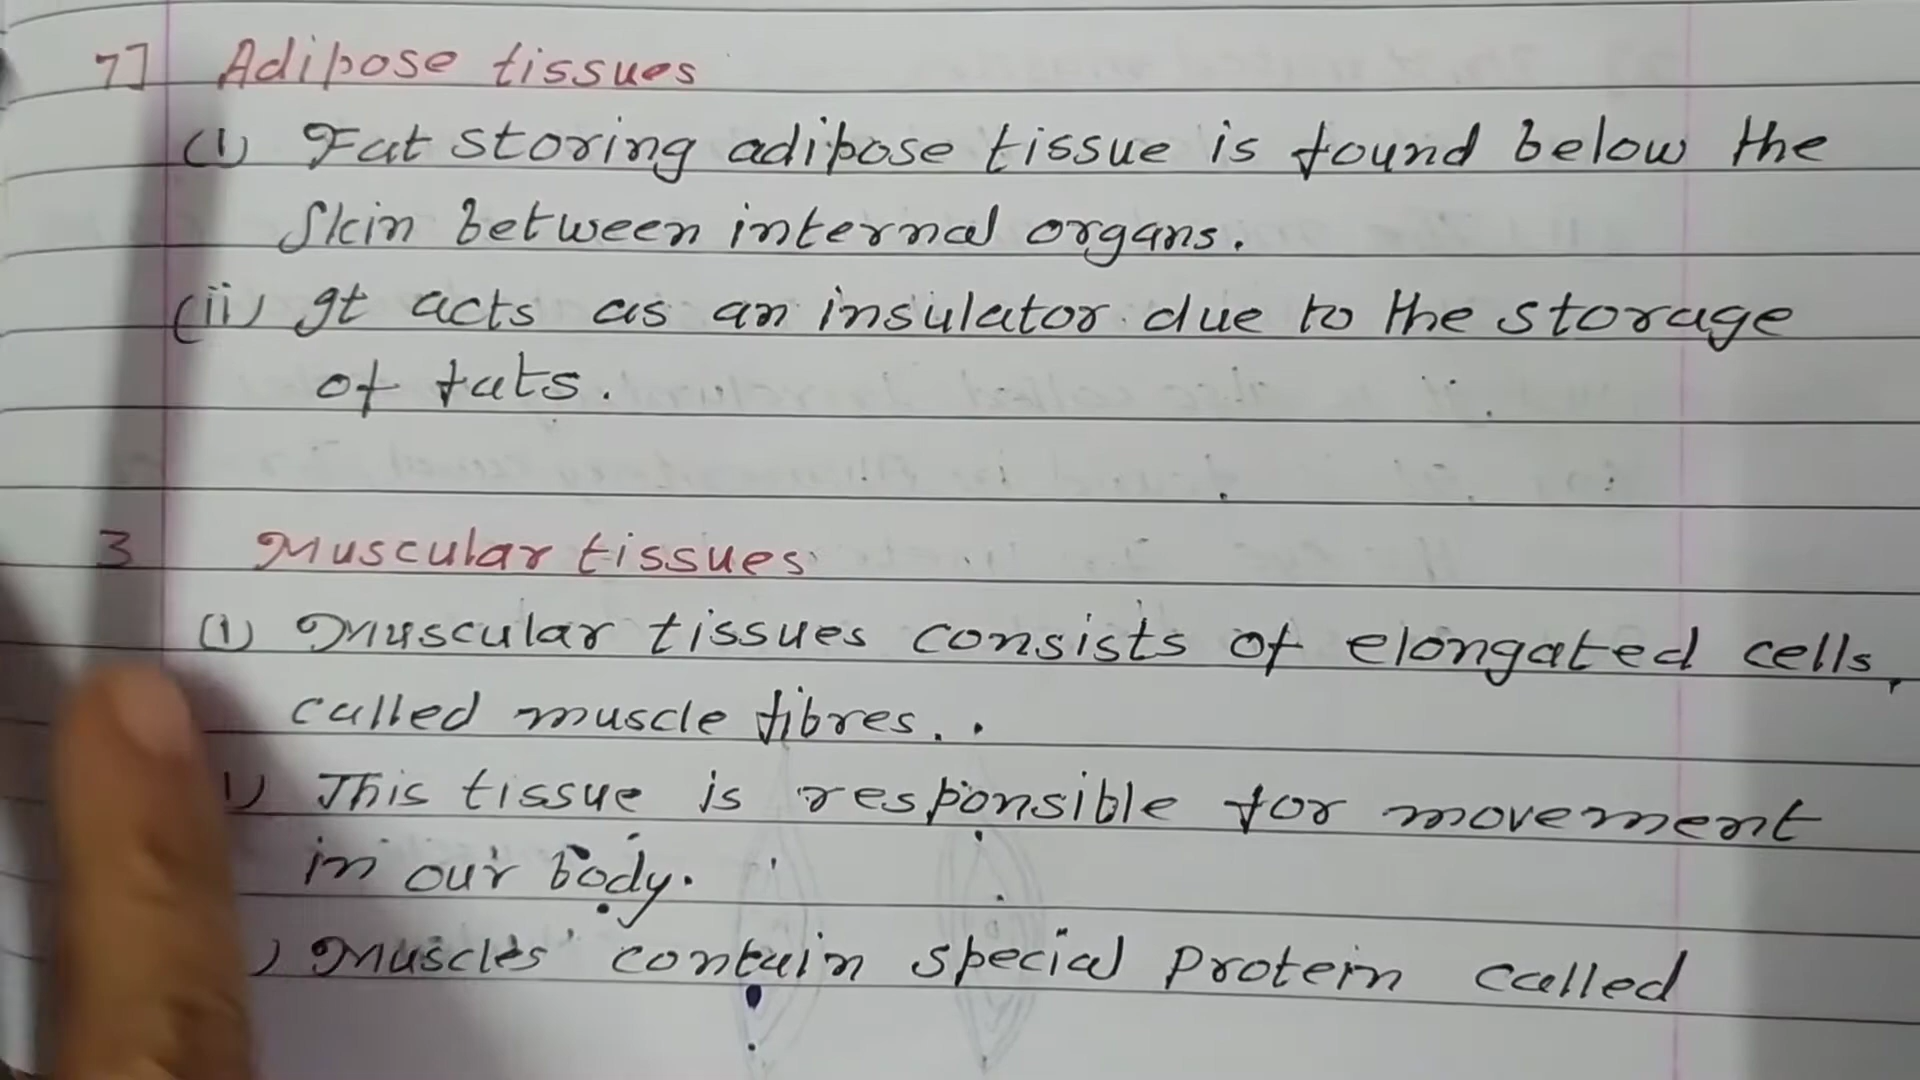 7] Adipose tissues
(i) Fat storing adipose tissue is found below the
Skin between internal organs.
(ii) It acts as an insulator due to the storage
of fats.
3 Muscular tissues
(i) Muscular tissues consists of elongated cells,
called muscle fibres.
) This tissue is responsible for movement
in our body.
) Muscles contain special protein called